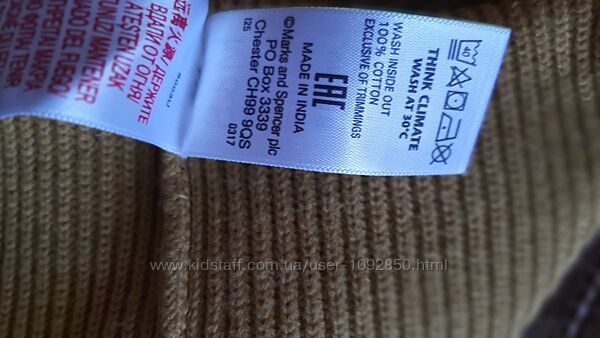 40
THINK CLIMATE
WASH AT 30°C
WASH INSIDE OUT
100% COTTON
EXCLUSIVE OF TRIMMINGS
EAC
MADE IN INDIA
©Marks and Spencer plc
PO Box 3339
Chester CH99 9QS
125 0317
火源/ДЕРЖИТЕ
ВДАЛИ ОТ ОГНЯ/
ATEŞTEN UZAK
www.kidstaff.com.ua/user-1092850.html